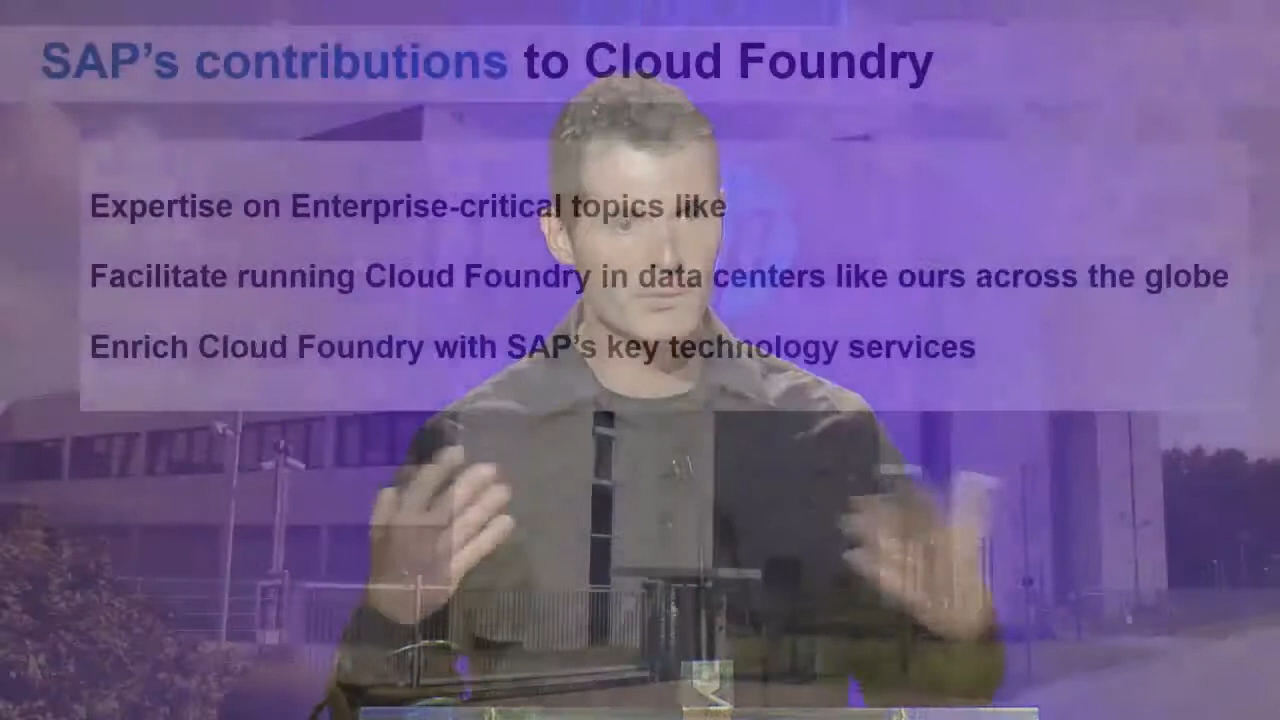 SAP's contributions to Cloud Foundry
Expertise on Enterprise-critical topics like
Facilitate running Cloud Foundry in data centers like ours across the globe
Enrich Cloud Foundry with SAP's key technology services